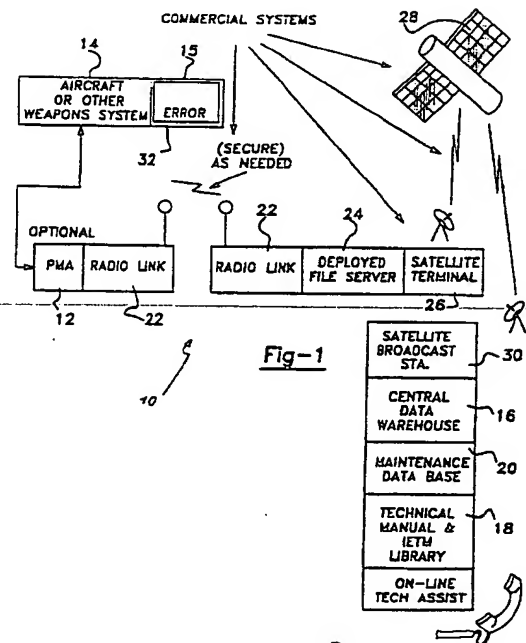 COMMERCIAL SYSTEMS
28
14
15
AIRCRAFT
OR OTHER
WEAPONS SYSTEM
ERROR
32
(SECURE)
AS NEEDED
OPTIONAL
22
24
PMA
RADIO LINK
RADIO LINK
DEPLOYED
FILE SERVER
SATELLITE
TERMINAL
12
22
26
Fig-1
10
SATELLITE
BROADCAST
STA.
30
CENTRAL
DATA
WAREHOUSE
16
MAINTENANCE
DATA BASE
20
TECHNICAL
MANUAL &
IETM
LIBRARY
18
ON-LINE
TECH ASSIST